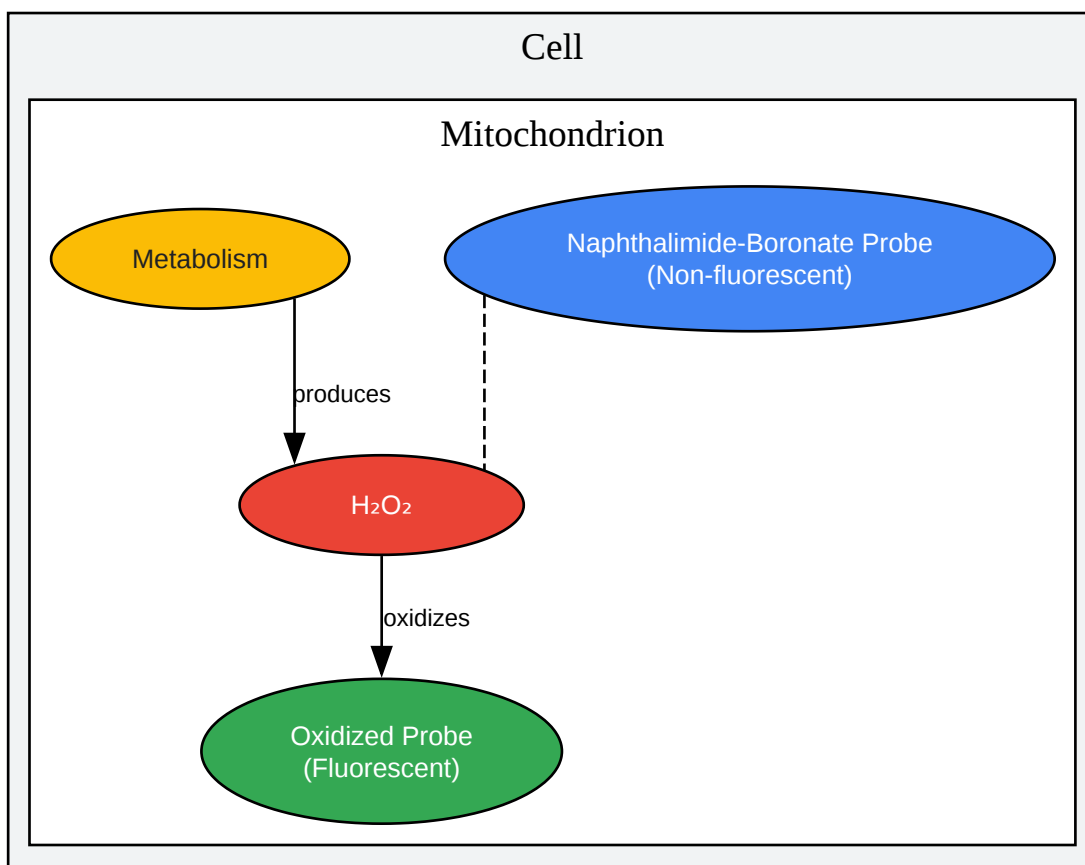 Cell
Mitochondrion
Metabolism
Naphthalimide-Boronate Probe
(Non-fluorescent)
produces
H₂O₂
oxidizes
Oxidized Probe
(Fluorescent)